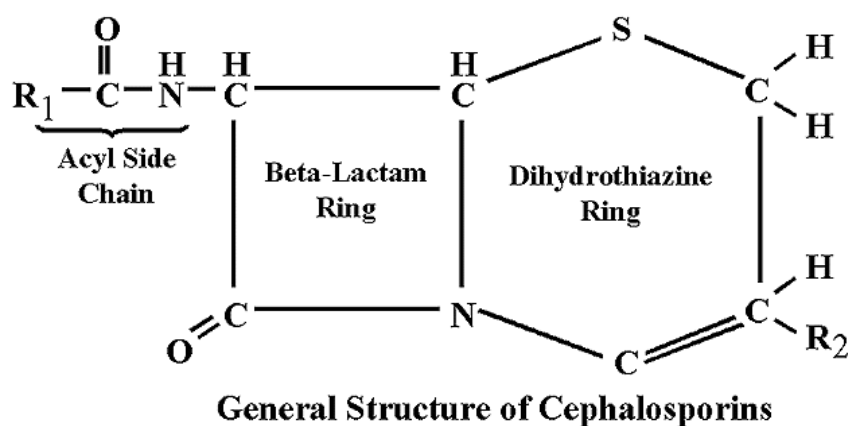 O
S
H
H H H
R1 C N C C C
H
Acyl Side
Chain
Beta-Lactam
Ring
Dihydrothiazine
Ring
H
C N C
O R2
C
General Structure of Cephalosporins